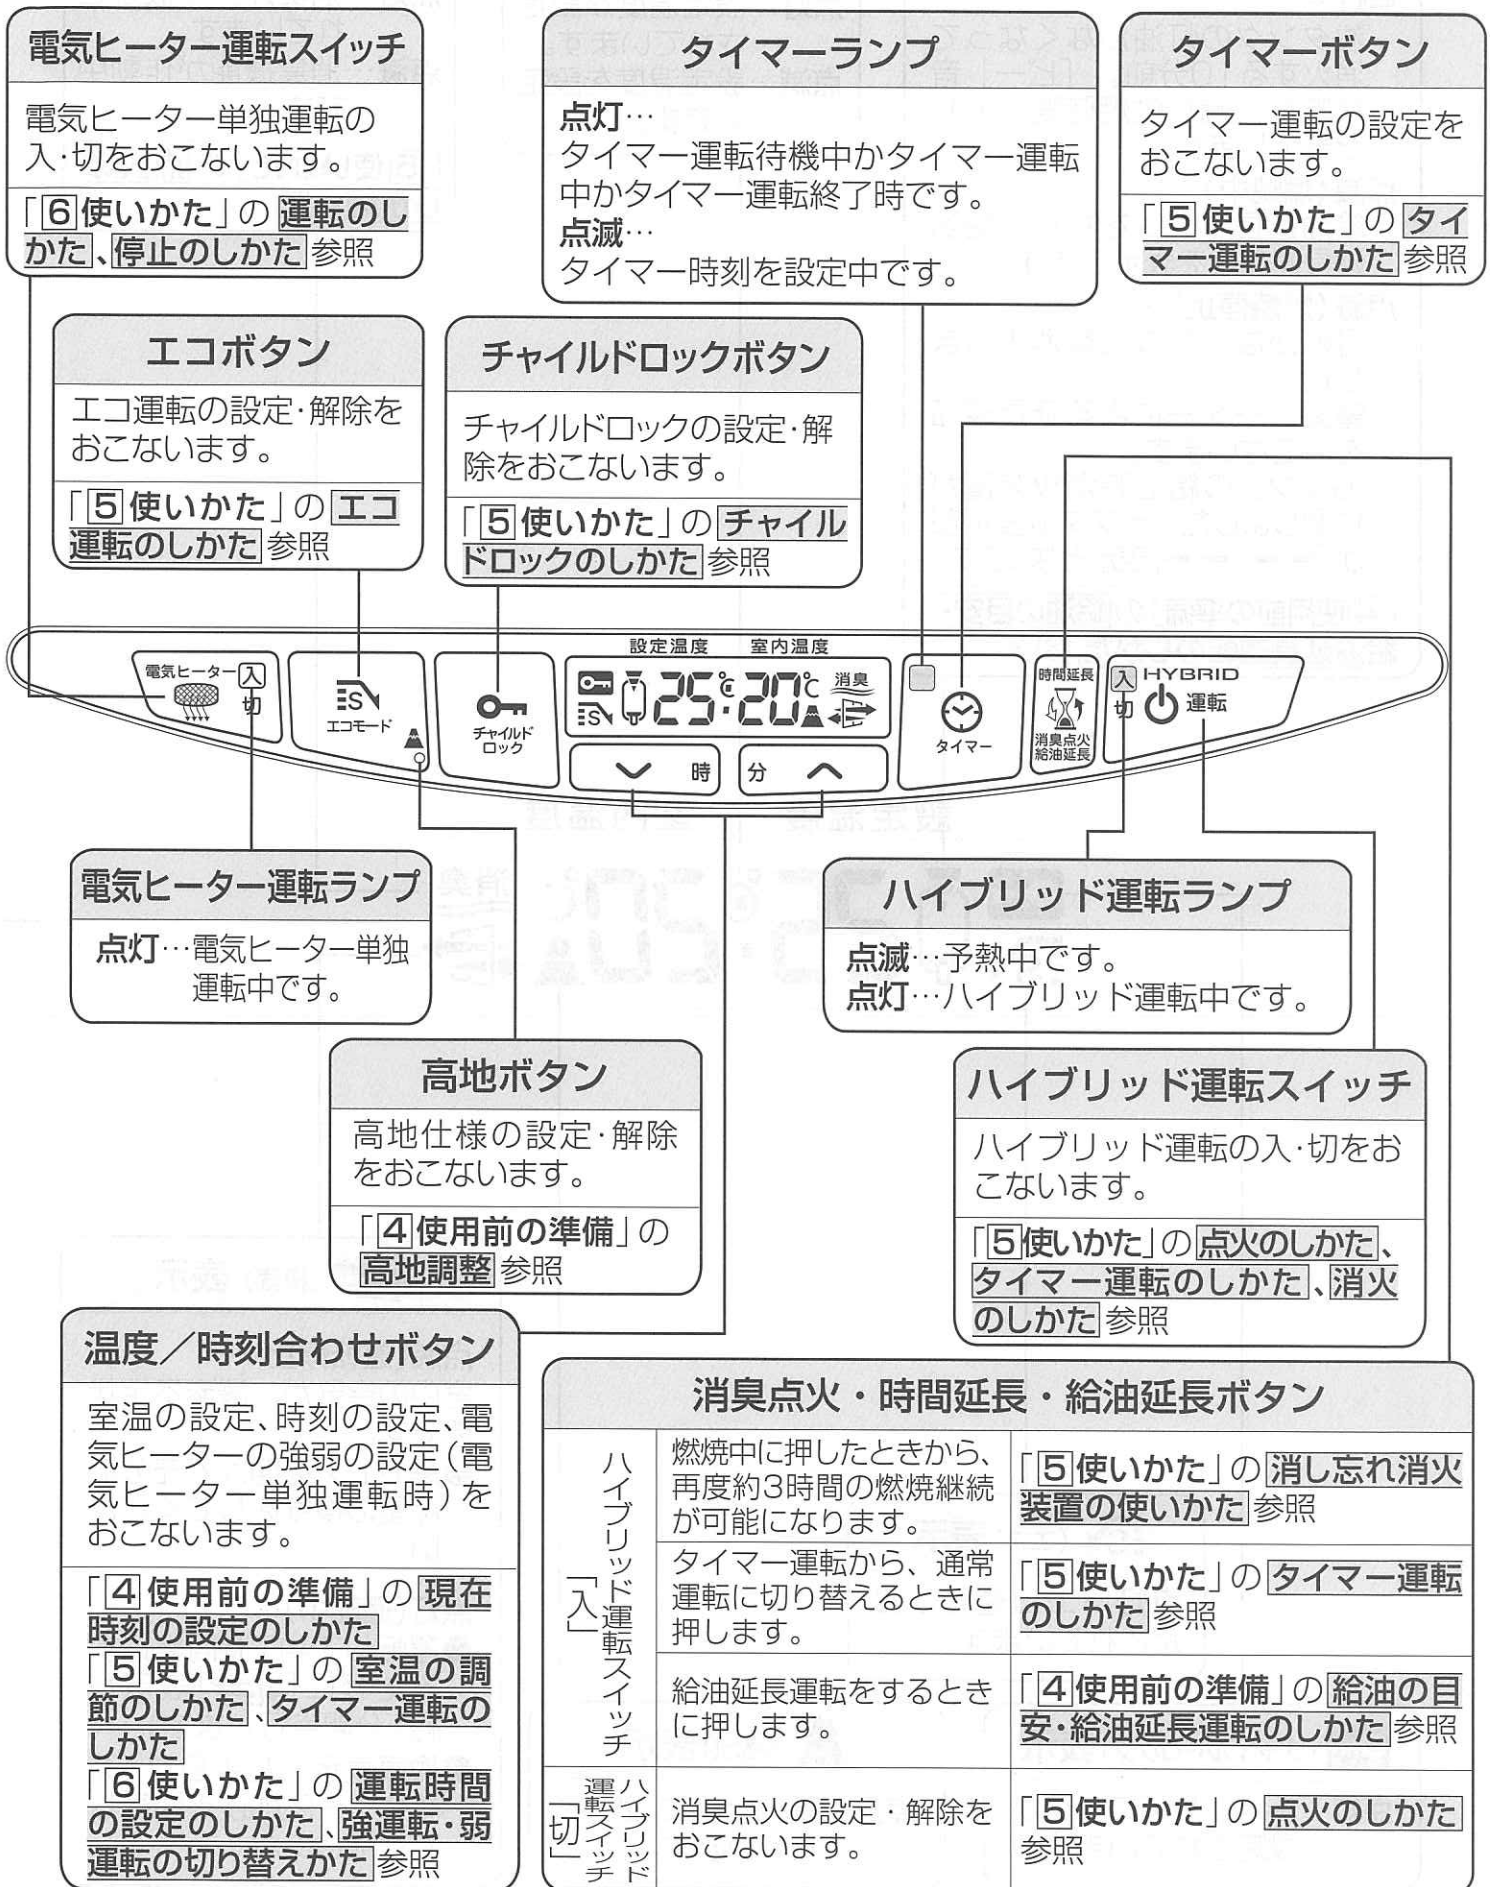 電気ヒーター運転スイッチ
電気ヒーター単独運転の
入・切をおこないます。
「6使いかた」の 運転のし
かた、停止のしかた 参照
タイマーランプ
点灯…
タイマー運転待機中かタイマー運転
中かタイマー運転終了時です。
点滅…
タイマー時刻を設定中です。
タイマーボタン
タイマー運転の設定を
おこないます。
「5使いかた」の タイ
マー運転のしかた 参照
エコボタン
エコ運転の設定・解除を
おこないます。
「5使いかた」の エコ
運転のしかた 参照
チャイルドロックボタン
チャイルドロックの設定・解
除をおこないます。
「5使いかた」の チャイル
ドロックのしかた 参照
電気ヒーター 入
切
S
エコモード
チャイルド
ロック
設定温度 室内温度
S 25℃:20℃ 消臭
時
分
タイマー
時間延長
消臭点火
給油延長
入 HYBRID
切 運転
電気ヒーター運転ランプ
点灯…電気ヒーター単独
運転中です。
ハイブリッド運転ランプ
点滅…予熱中です。
点灯…ハイブリッド運転中です。
高地ボタン
高地仕様の設定・解除
をおこないます。
「4使用前の準備」の
高地調整 参照
ハイブリッド運転スイッチ
ハイブリッド運転の入・切をお
こないます。
「5使いかた」の 点火のしかた、
タイマー運転のしかた、消火
のしかた 参照
温度／時刻合わせボタン
室温の設定、時刻の設定、電
気ヒーターの強弱の設定（電
気ヒーター単独運転時）を
おこないます。
「4使用前の準備」の 現在
時刻の設定のしかた
「5使いかた」の 室温の調
節のしかた、タイマー運転の
しかた
「6使いかた」の 運転時間
の設定のしかた、強運転・弱
運転の切り替えかた 参照
消臭点火・時間延長・給油延長ボタン
ハイブリッド運転スイッチ
「入」
燃焼中に押したときから、
再度約3時間の燃焼継続
が可能になります。
「5使いかた」の 消し忘れ消火
装置の使いかた 参照
タイマー運転から、通常
運転に切り替えるときに
押します。
「5使いかた」の タイマー運転
のしかた 参照
給油延長運転をするとき
に押します。
「4使用前の準備」の 給油の目
安・給油延長運転のしかた 参照
ハイブリッド
運転スイッチ
「切」
消臭点火の設定・解除を
おこないます。
「5使いかた」の 点火のしかた
参照